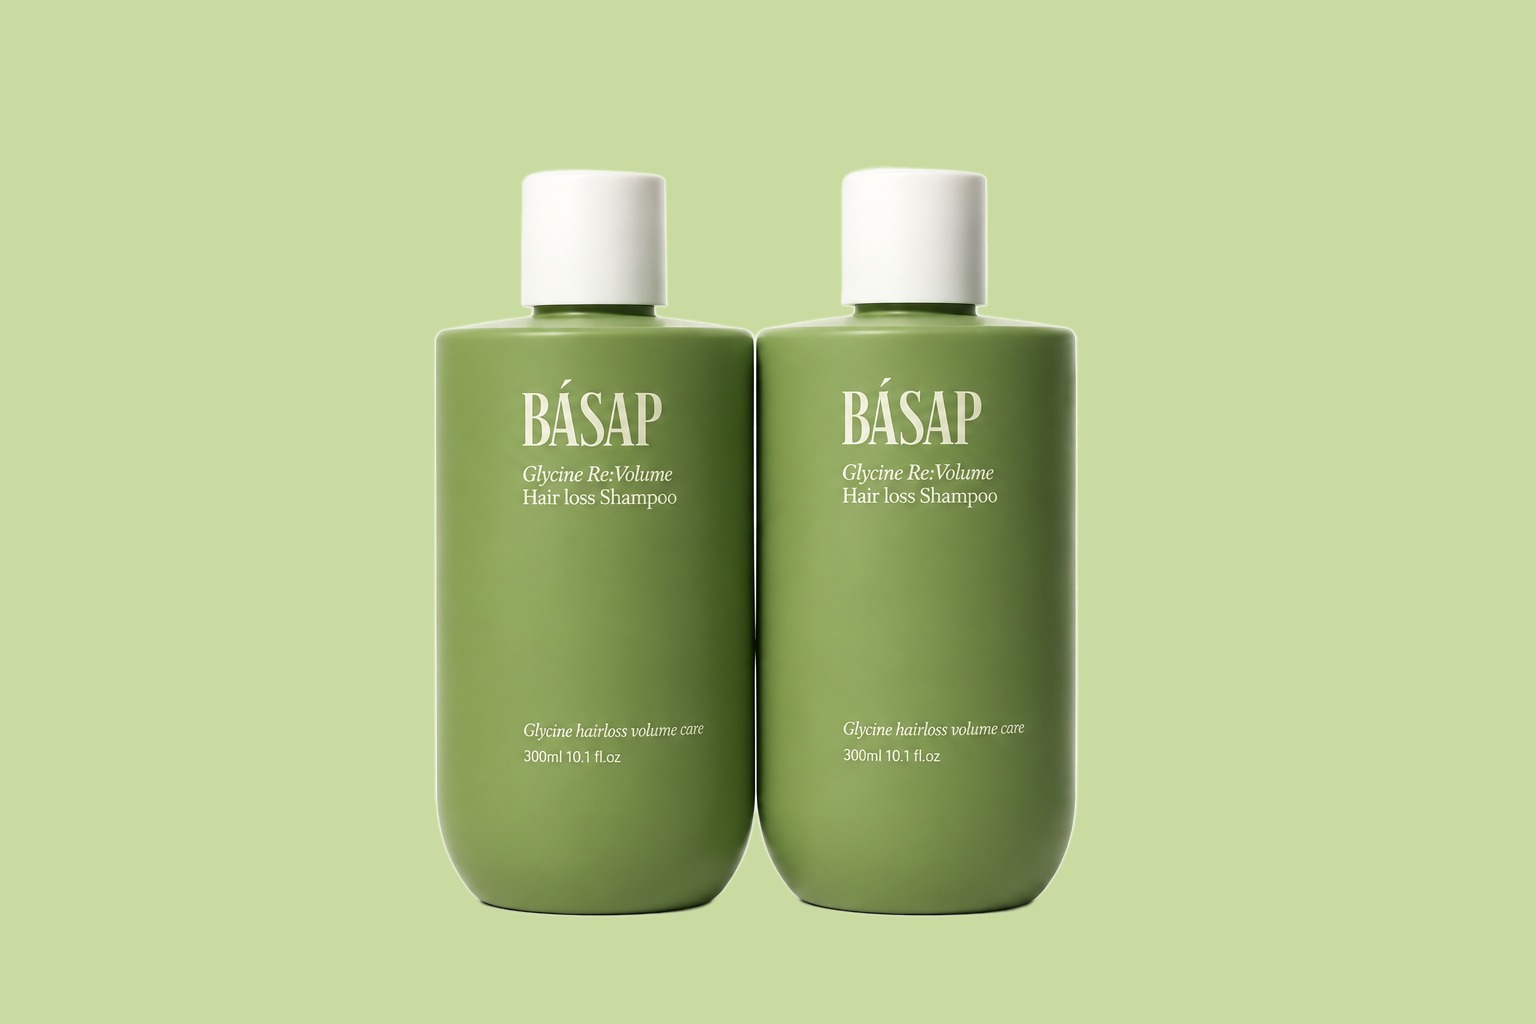 BÁSAP
Glycine Re:Volume
Hair loss Shampoo
Glycine hairloss volume care
300ml 10.1 fl.oz
BÁSAP
Glycine Re:Volume
Hair loss Shampoo
Glycine hairloss volume care
300ml 10.1 fl.oz